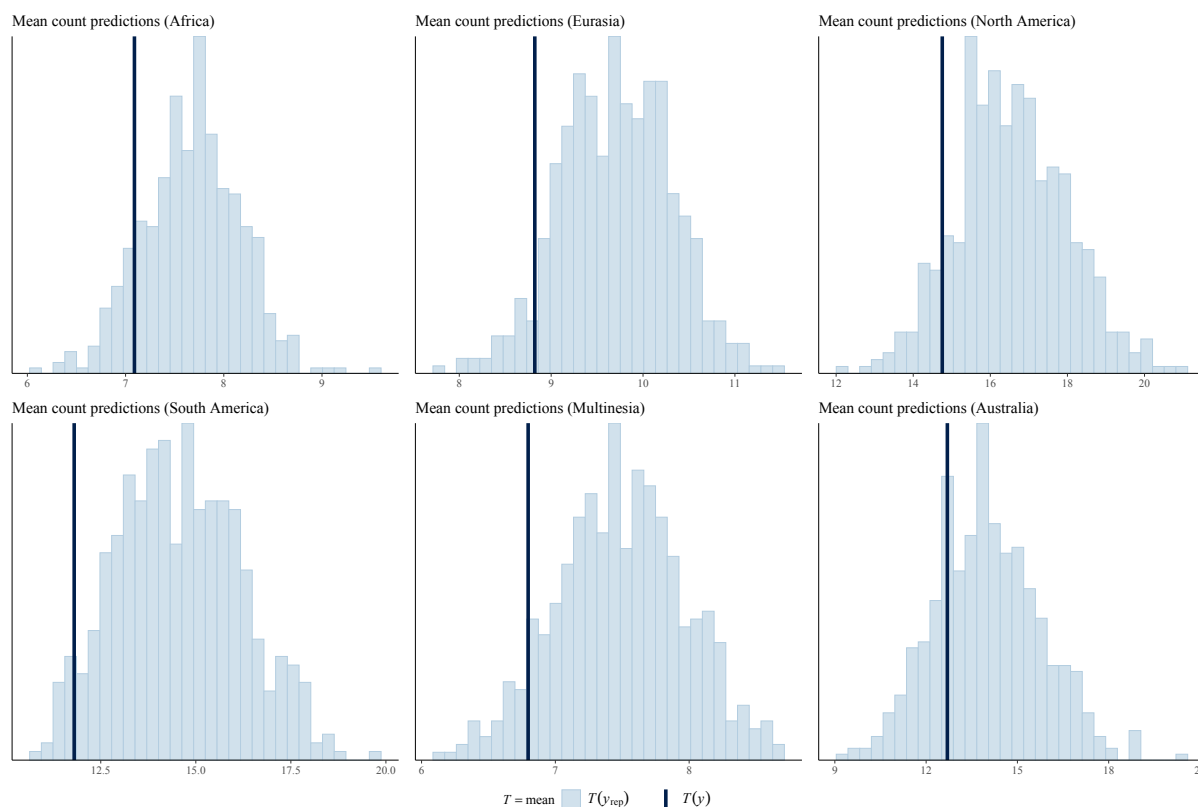 Mean count predictions (Africa)
6 7 8 9
Mean count predictions (Eurasia)
8 9 10 11
Mean count predictions (North America)
12 14 16 18 20
Mean count predictions (South America)
12.5 15.0 17.5 20.0
Mean count predictions (Multinesia)
6 7 8
Mean count predictions (Australia)
9 12 15 18
T = mean T(yrep) T(y)